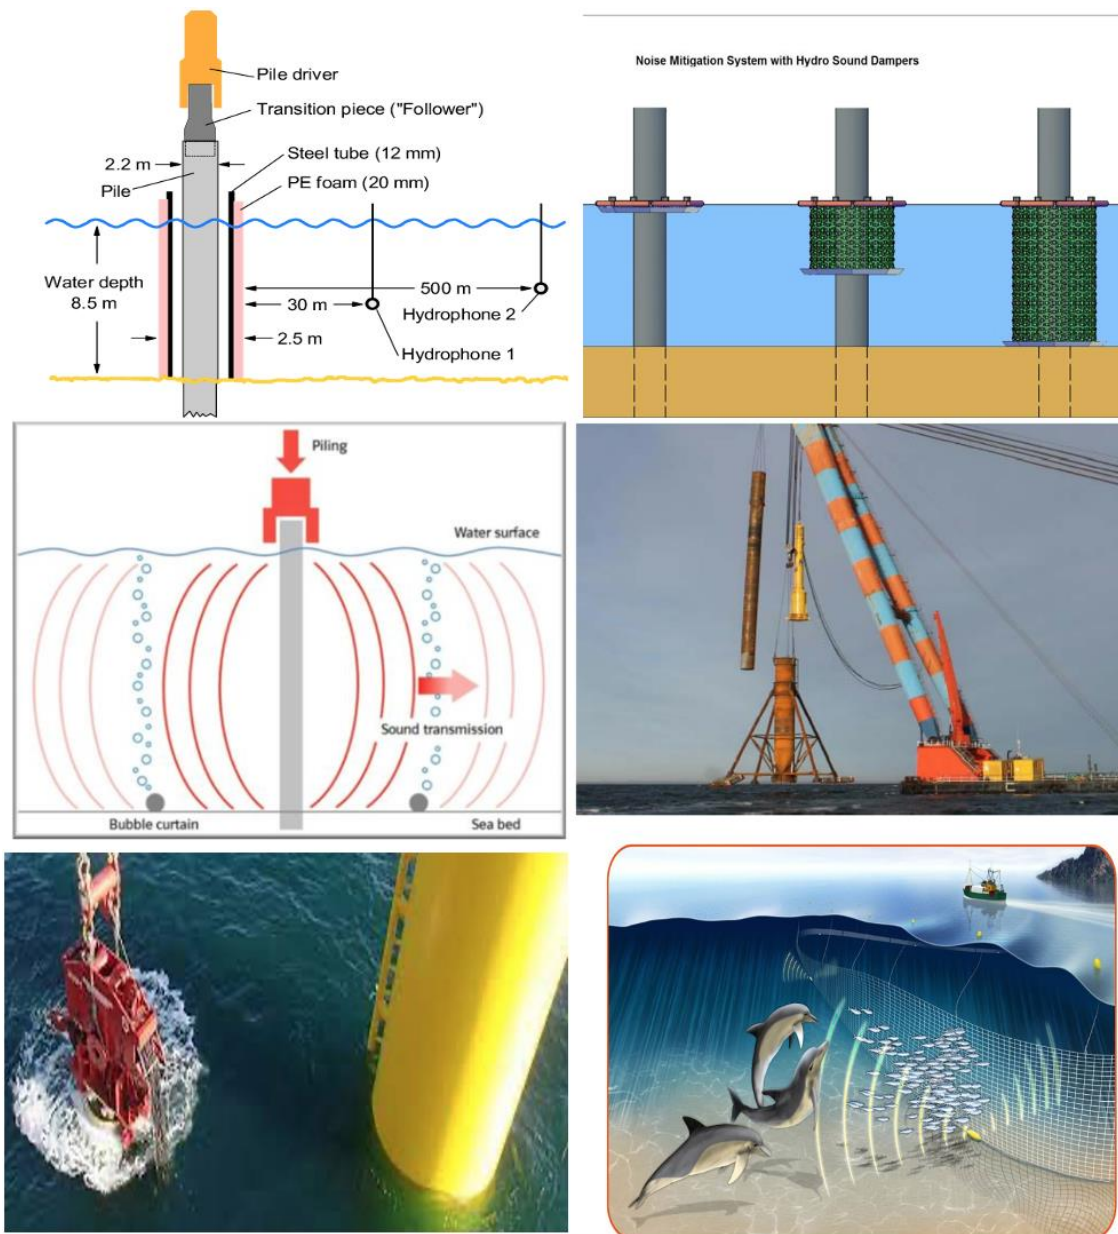 Pile driver
Transition piece ("Follower")
2.2 m
Steel tube (12 mm)
Pile
PE foam (20 mm)
Water depth
8.5 m
500 m
30 m
Hydrophone 2
2.5 m
Hydrophone 1
Noise Mitigation System with Hydro Sound Dampers
Piling
Water surface
Sound transmission
Bubble curtain
Sea bed